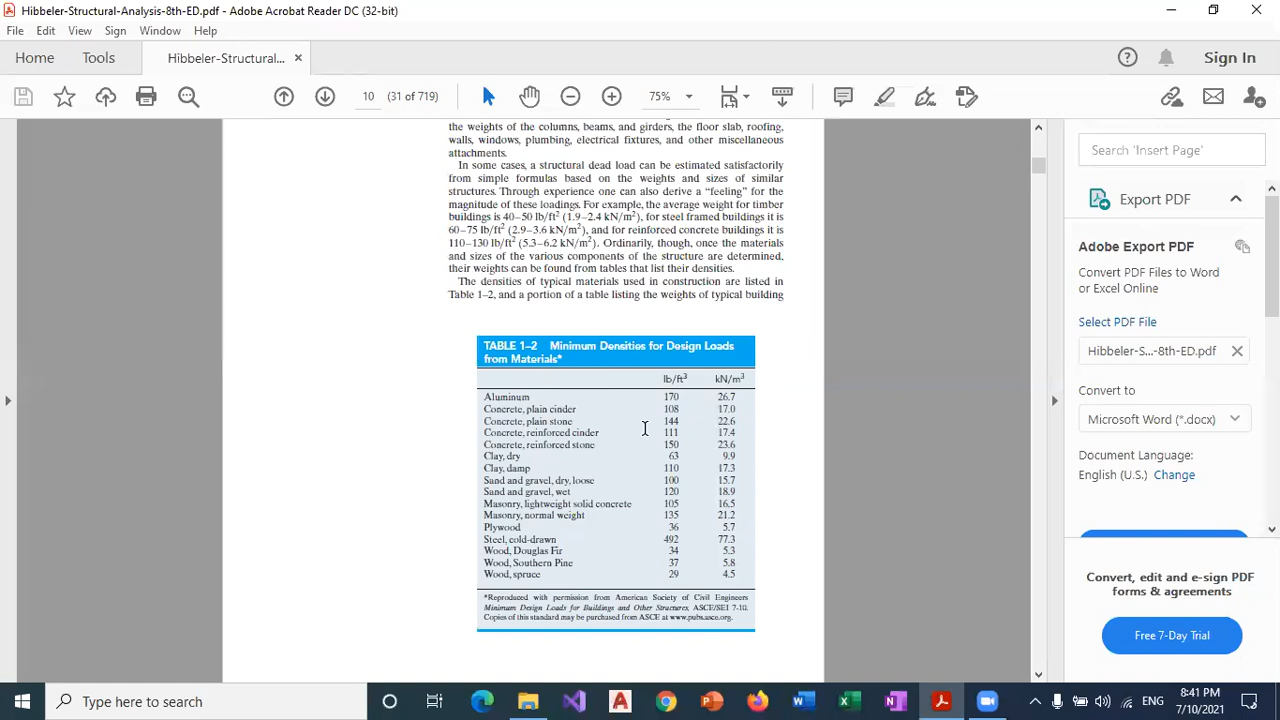 Hibbeler-Structural-Analysis-8th-ED.pdf - Adobe Acrobat Reader DC (32-bit)
File Edit View Sign Window Help
Home Tools Hibbeler-Structural... × Sign In
10 (31 of 719) 75%
the weights of the columns, beams, and girders, the floor slab, roofing,
walls, windows, plumbing, electrical fixtures, and other miscellaneous
attachments.
In some cases, a structural dead load can be estimated satisfactorily
from simple formulas based on the weights and sizes of similar
structures. Through experience one can also derive a “feeling” for the
magnitude of these loadings. For example, the average weight for timber
buildings is 40–50 lb/ft² (1.9–2.4 kN/m²), for steel framed buildings it is
60–75 lb/ft² (2.9–3.6 kN/m²), and for reinforced concrete buildings it is
110–130 lb/ft² (5.3–6.2 kN/m²). Ordinarily, though, once the materials
and sizes of the various components of the structure are determined,
their weights can be found from tables that list their densities.
The densities of typical materials used in construction are listed in
Table 1–2, and a portion of a table listing the weights of typical building
TABLE 1–2 Minimum Densities for Design Loads
from Materials*
lb/ft³ kN/m³
Aluminum 170 26.7
Concrete, plain cinder 108 17.0
Concrete, plain stone 144 22.6
Concrete, reinforced cinder 111 17.4
Concrete, reinforced stone 150 23.6
Clay, dry 63 9.9
Clay, damp 110 17.3
Sand and gravel, dry, loose 100 15.7
Sand and gravel, wet 120 18.9
Masonry, lightweight solid concrete 105 16.5
Masonry, normal weight 135 21.2
Plywood 36 5.7
Steel, cold-drawn 492 77.3
Wood, Douglas Fir 34 5.3
Wood, Southern Pine 37 5.8
Wood, spruce 29 4.5
*Reproduced with permission from American Society of Civil Engineers
Minimum Design Loads for Buildings and Other Structures, ASCE/SEI 7-10.
Copies of this standard may be purchased from ASCE at www.pubs.asce.org.
Search 'Insert Page'
Export PDF
Adobe Export PDF
Convert PDF Files to Word
or Excel Online
Select PDF File
Hibbeler-S...-8th-ED.pdf
Convert to
Microsoft Word (*.docx)
Document Language:
English (U.S.) Change
Convert, edit and e-sign PDF
forms & agreements
Free 7-Day Trial
Type here to search
ENG
8:41 PM
7/10/2021